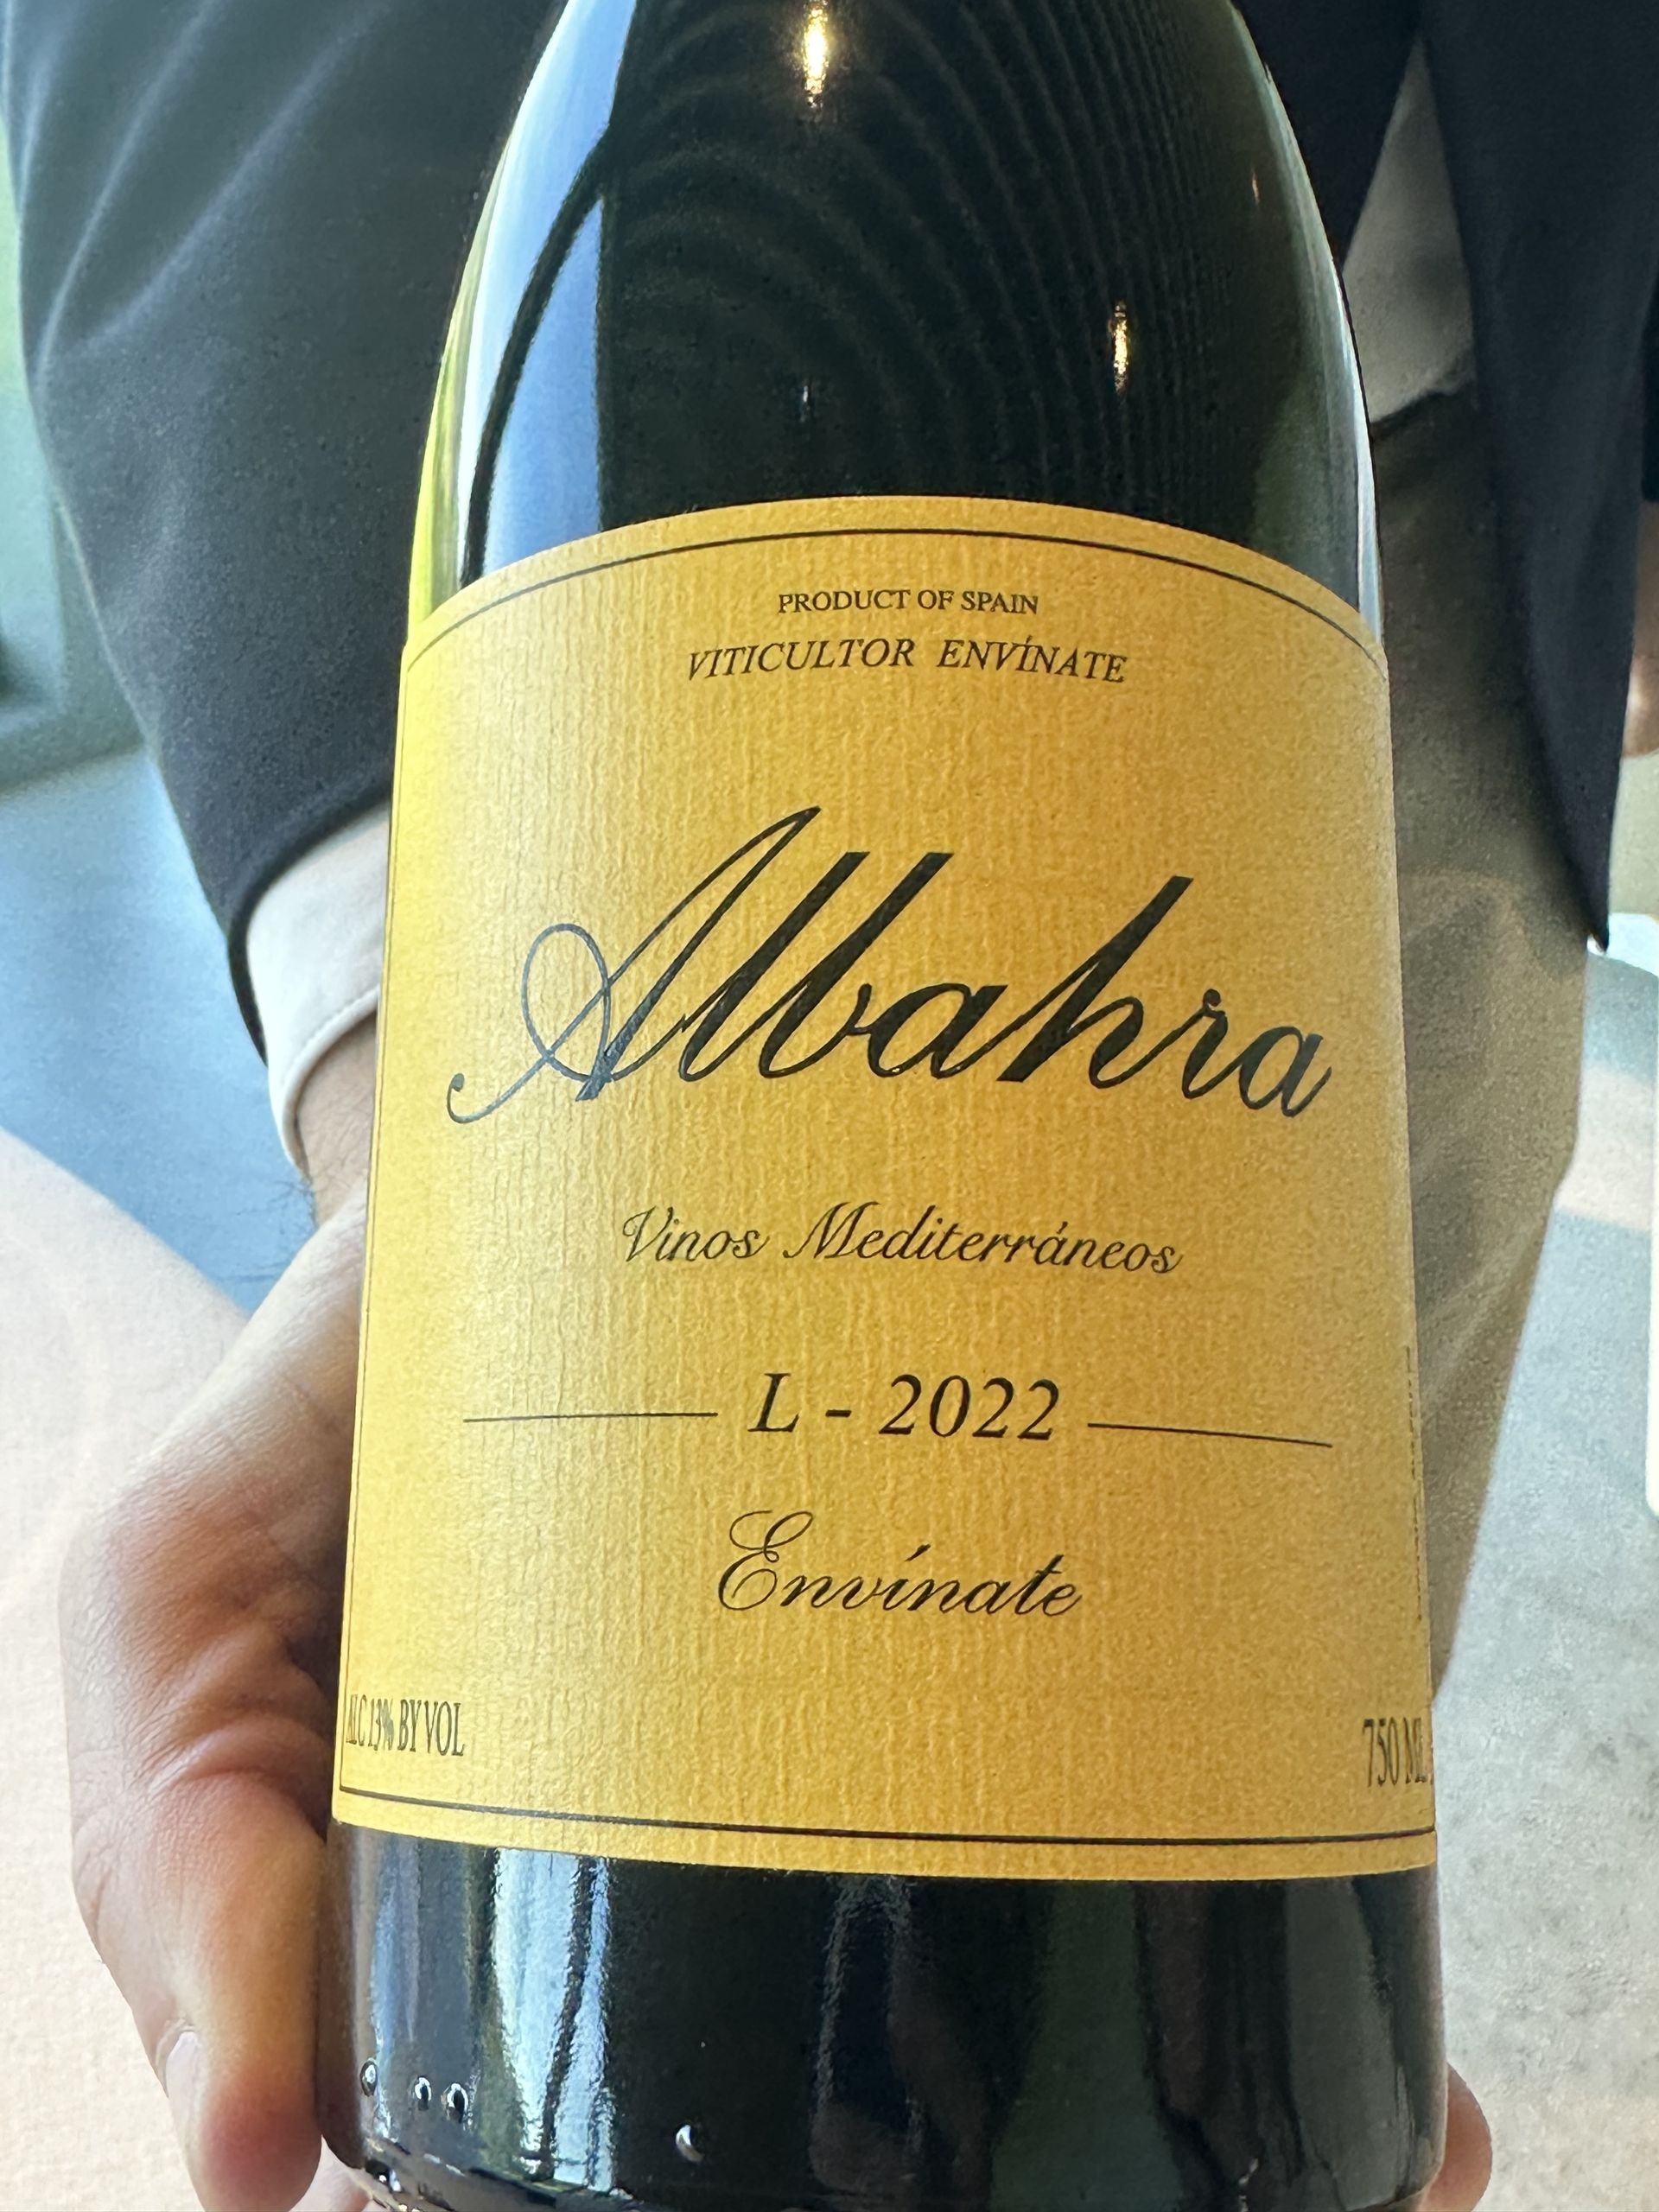 PRODUCT OF SPAIN
VITICULTOR ENVÍNATE
Albahra
Vinos Mediterráneos
L - 2022
Envínate
ALC 13% BY VOL
750 ML